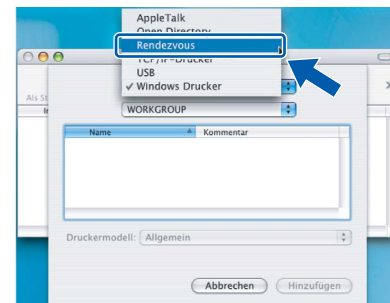 AppleTalk
Open Directory
Rendezvous
TCP/IP-Drucker
USB
✓ Windows Drucker
Als St
In
WORKGROUP
Name Kommentar
Druckermodell: Allgemein
Abbrechen Hinzufügen